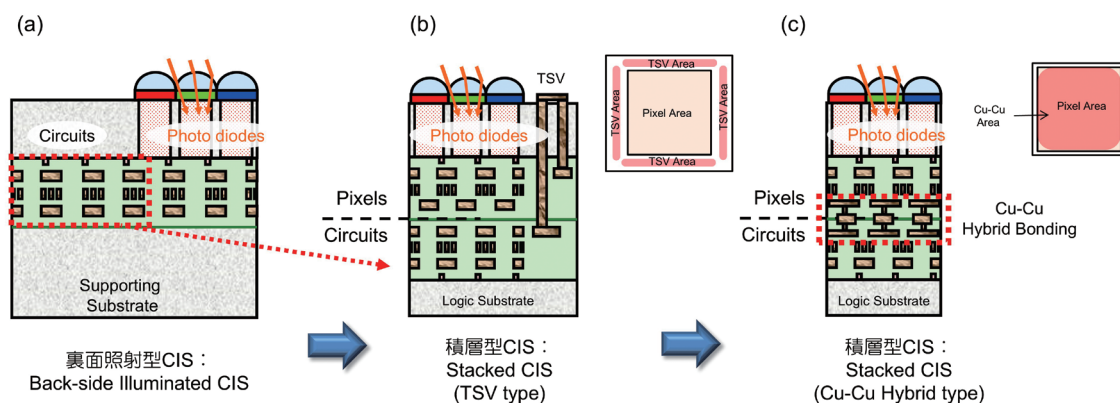 (a)
Circuits
Photo diodes
Supporting
Substrate
裏面照射型CIS：
Back-side Illuminated CIS
(b)
TSV
Photo diodes
Pixels
Circuits
Logic Substrate
TSV Area
TSV Area
Pixel Area
TSV Area
TSV Area
積層型CIS：
Stacked CIS
(TSV type)
(c)
Photo diodes
Pixels
Circuits
Logic Substrate
Cu-Cu
Hybrid Bonding
Cu-Cu
Area
Pixel Area
積層型CIS：
Stacked CIS
(Cu-Cu Hybrid type)